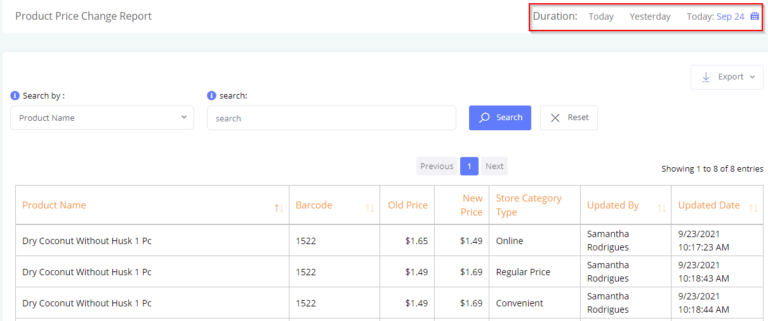 Product Price Change Report
Duration: Today Yesterday Today: Sep 24
Export
Search by :
search:
Product Name
search
Search
Reset
Previous 1 Next
Showing 1 to 8 of 8 entries
Product Name Barcode Old Price New Price Store Category Type Updated By Updated Date
Dry Coconut Without Husk 1 Pc 1522 $1.65 $1.49 Online Samantha Rodrigues 9/23/2021 10:17:23 AM
Dry Coconut Without Husk 1 Pc 1522 $1.49 $1.69 Regular Price Samantha Rodrigues 9/23/2021 10:18:43 AM
Dry Coconut Without Husk 1 Pc 1522 $1.49 $1.69 Convenient Samantha Rodrigues 9/23/2021 10:18:44 AM